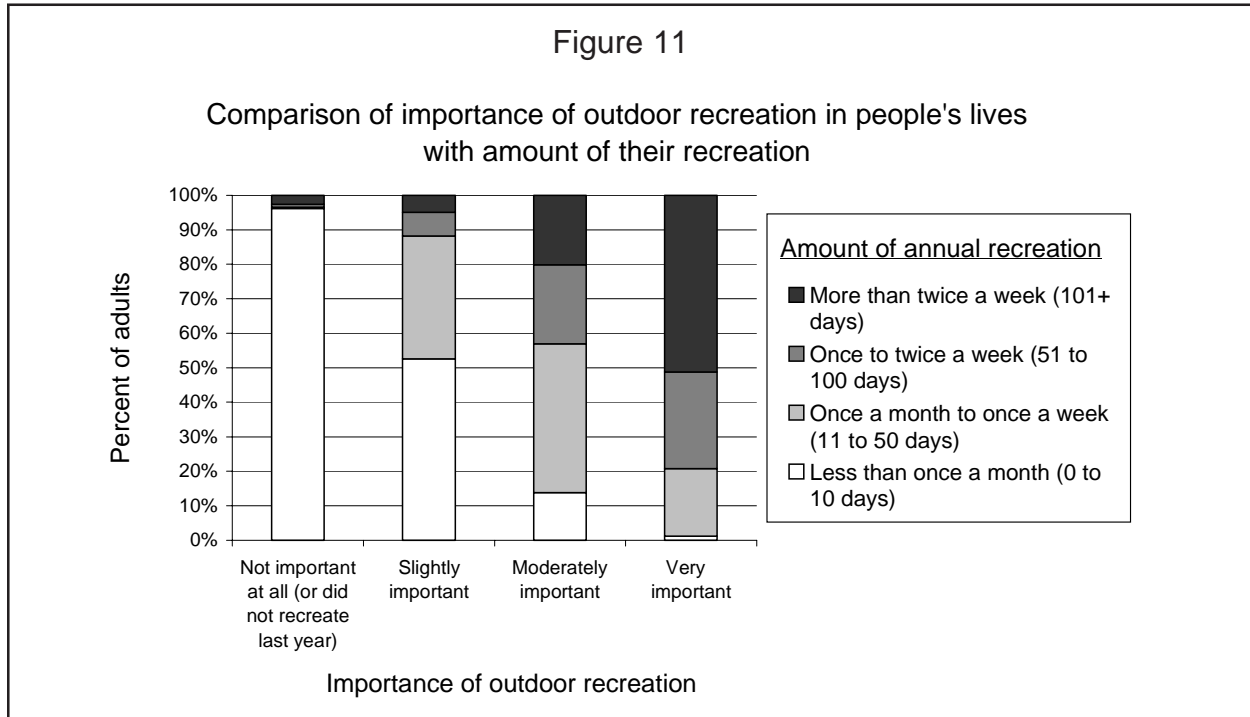 Figure 11
Comparison of importance of outdoor recreation in people's lives
with amount of their recreation
100%
90%
80%
70%
60%
50%
40%
30%
20%
10%
0%
Percent of adults
Not important
at all (or did
not recreate
last year)
Slightly
important
Moderately
important
Very
important
Importance of outdoor recreation
Amount of annual recreation
More than twice a week (101+
days)
Once to twice a week (51 to
100 days)
Once a month to once a week
(11 to 50 days)
Less than once a month (0 to
10 days)